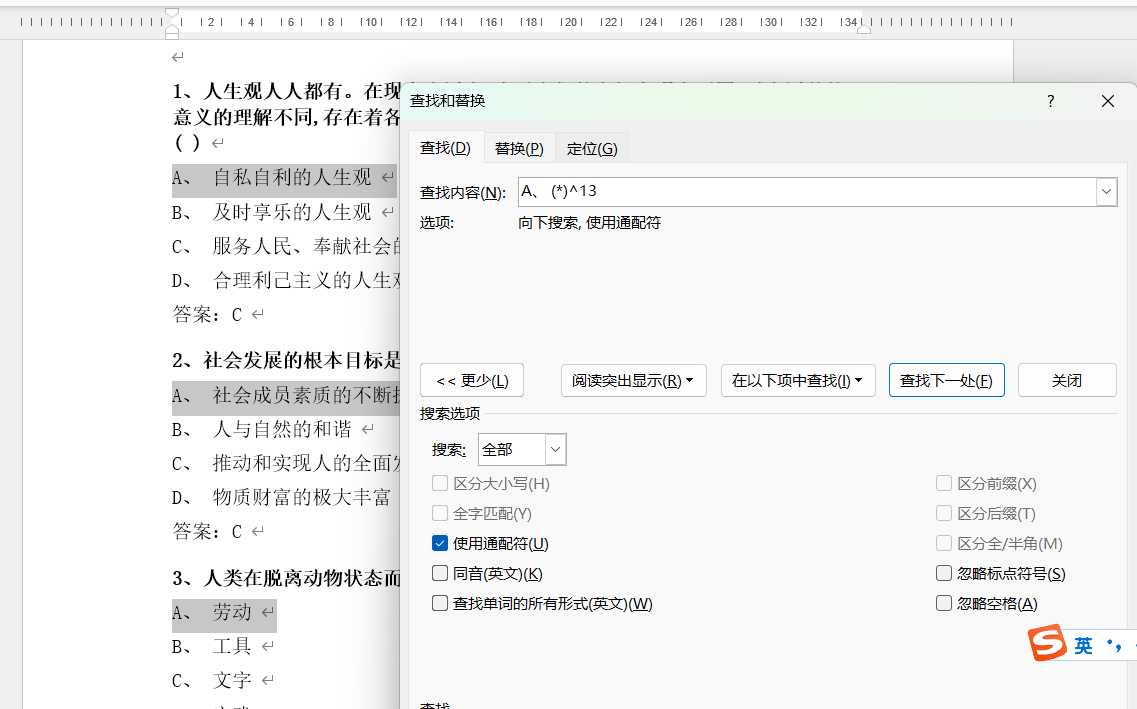 2 4 6 8 10 12 14 16 18 20 22 24 26 28 30 32 34
1、人生观人人都有。在现
意义的理解不同,存在着各
( )
A、 自私自利的人生观
B、 及时享乐的人生观
C、 服务人民、奉献社会的
D、 合理利己主义的人生观
答案：C
2、社会发展的根本目标是
A、 社会成员素质的不断提
B、 人与自然的和谐
C、 推动和实现人的全面发
D、 物质财富的极大丰富
答案：C
3、人类在脱离动物状态而
A、 劳动
B、 工具
C、 文字
查找和替换
? ×
查找(D) 替换(P) 定位(G)
查找内容(N): A、 (*)^13
选项: 向下搜索, 使用通配符
<< 更少(L) 阅读突出显示(R) 在以下项中查找(I) 查找下一处(F) 关闭
搜索选项
搜索: 全部
区分大小写(H) 区分前缀(X)
全字匹配(Y) 区分后缀(T)
使用通配符(U) 区分全/半角(M)
同音(英文)(K) 忽略标点符号(S)
查找单词的所有形式(英文)(W) 忽略空格(A)
S 英 •,
查找